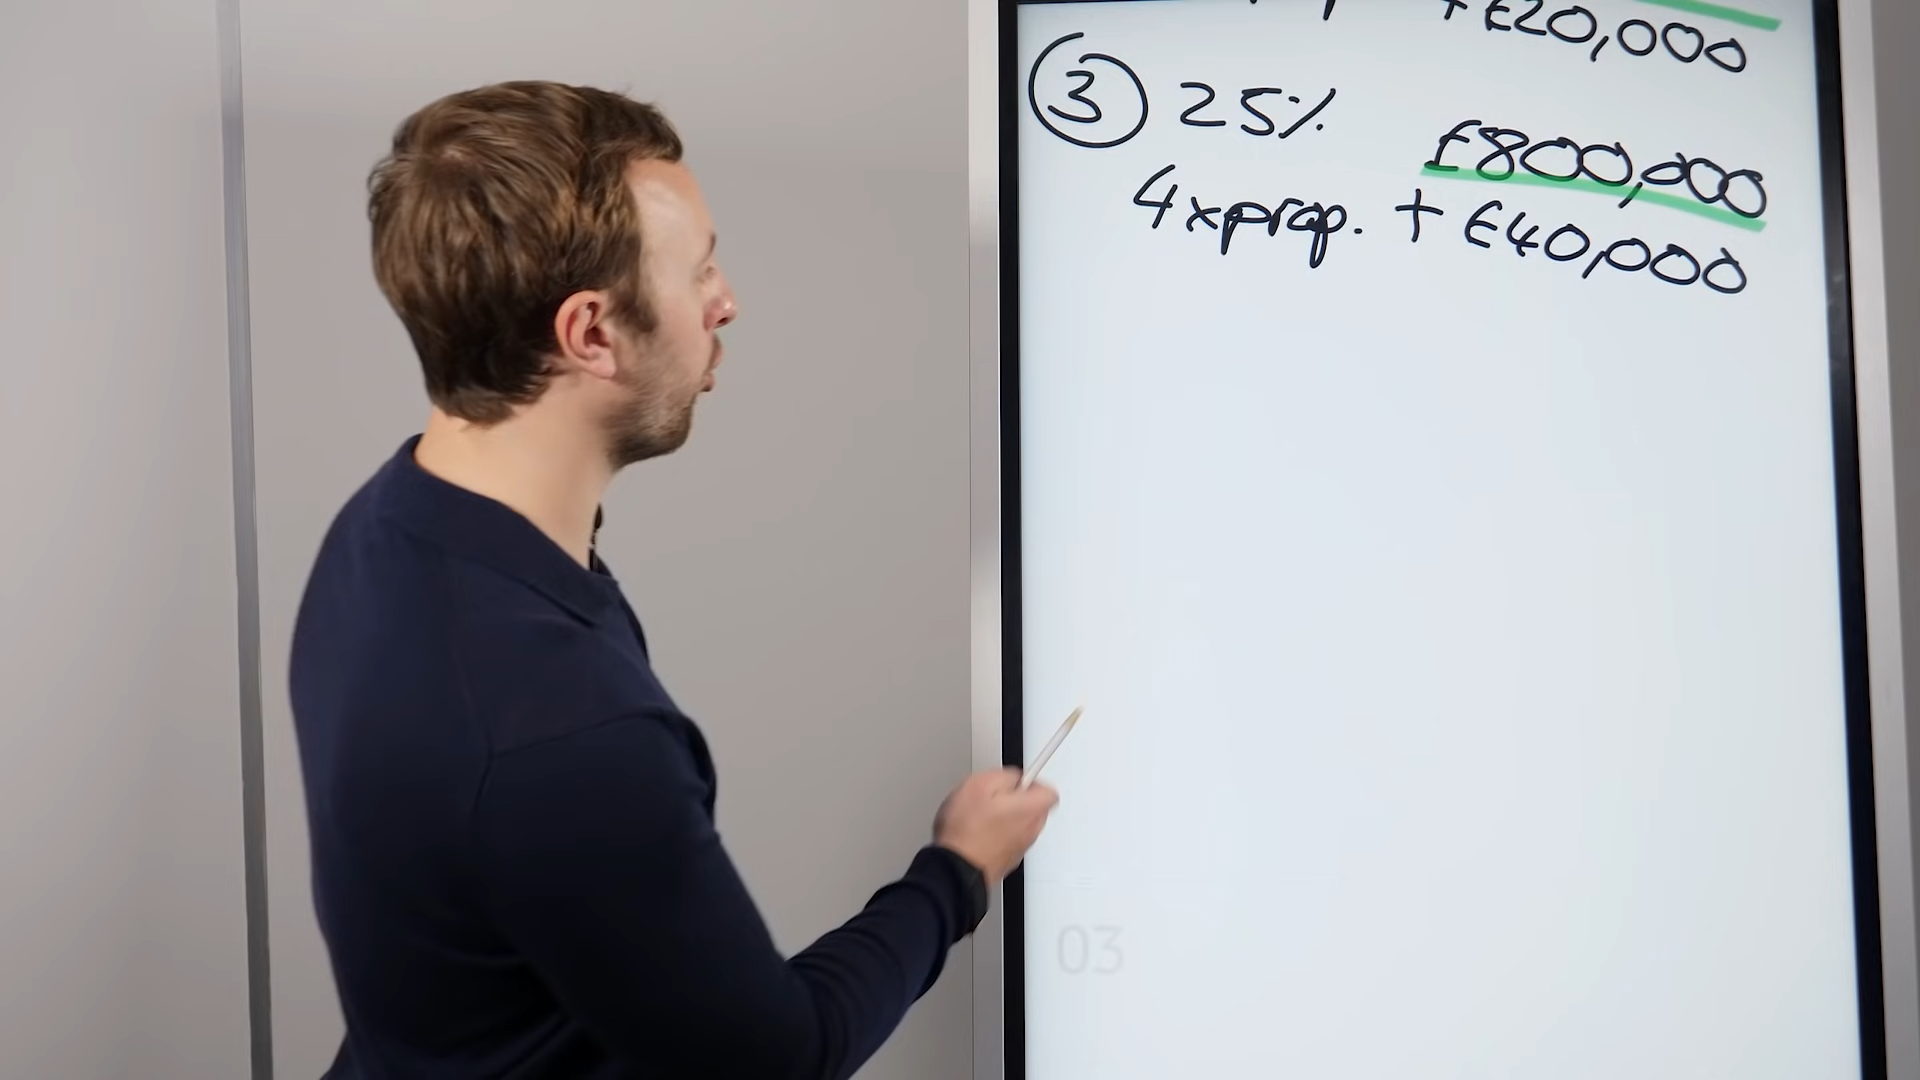 + £20,000
③ 25%
£800,000
4xprop. + £40,000
03